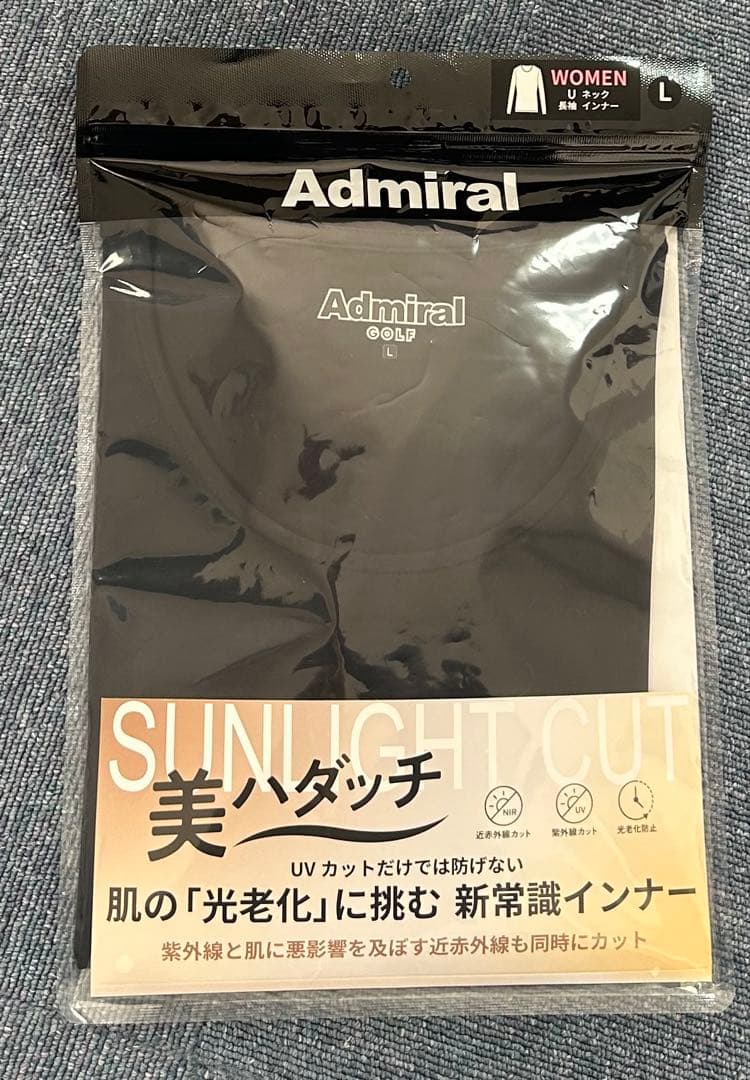 WOMEN
U ネック
長袖 インナー
L
Admiral
Admiral
GOLF
L
SUNLIGHT CUT
美ハダッチ
NIR
近赤外線カット
UV
紫外線カット
光老化防止
UV カットだけでは防げない
肌の「光老化」に挑む 新常識インナー
紫外線と肌に悪影響を及ぼす近赤外線も同時にカット